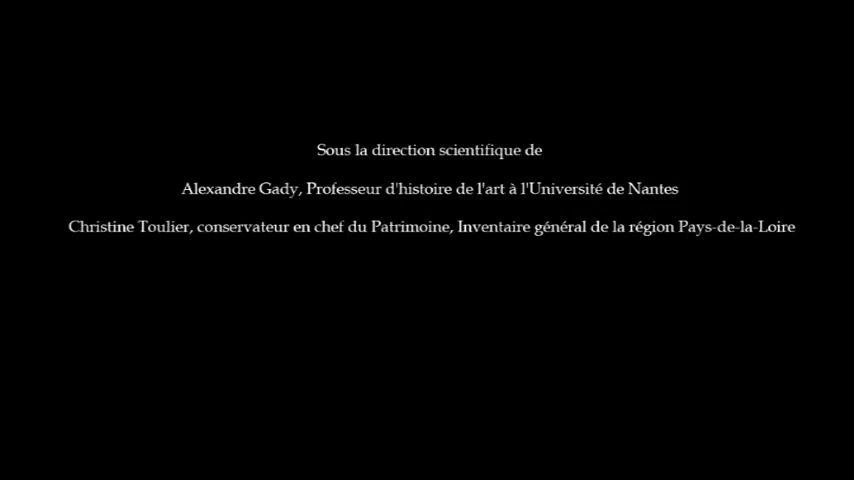 Sous la direction scientifique de
Alexandre Gady, Professeur d'histoire de l'art à l'Université de Nantes
Christine Toulier, conservateur en chef du Patrimoine, Inventaire général de la région Pays-de-la-Loire